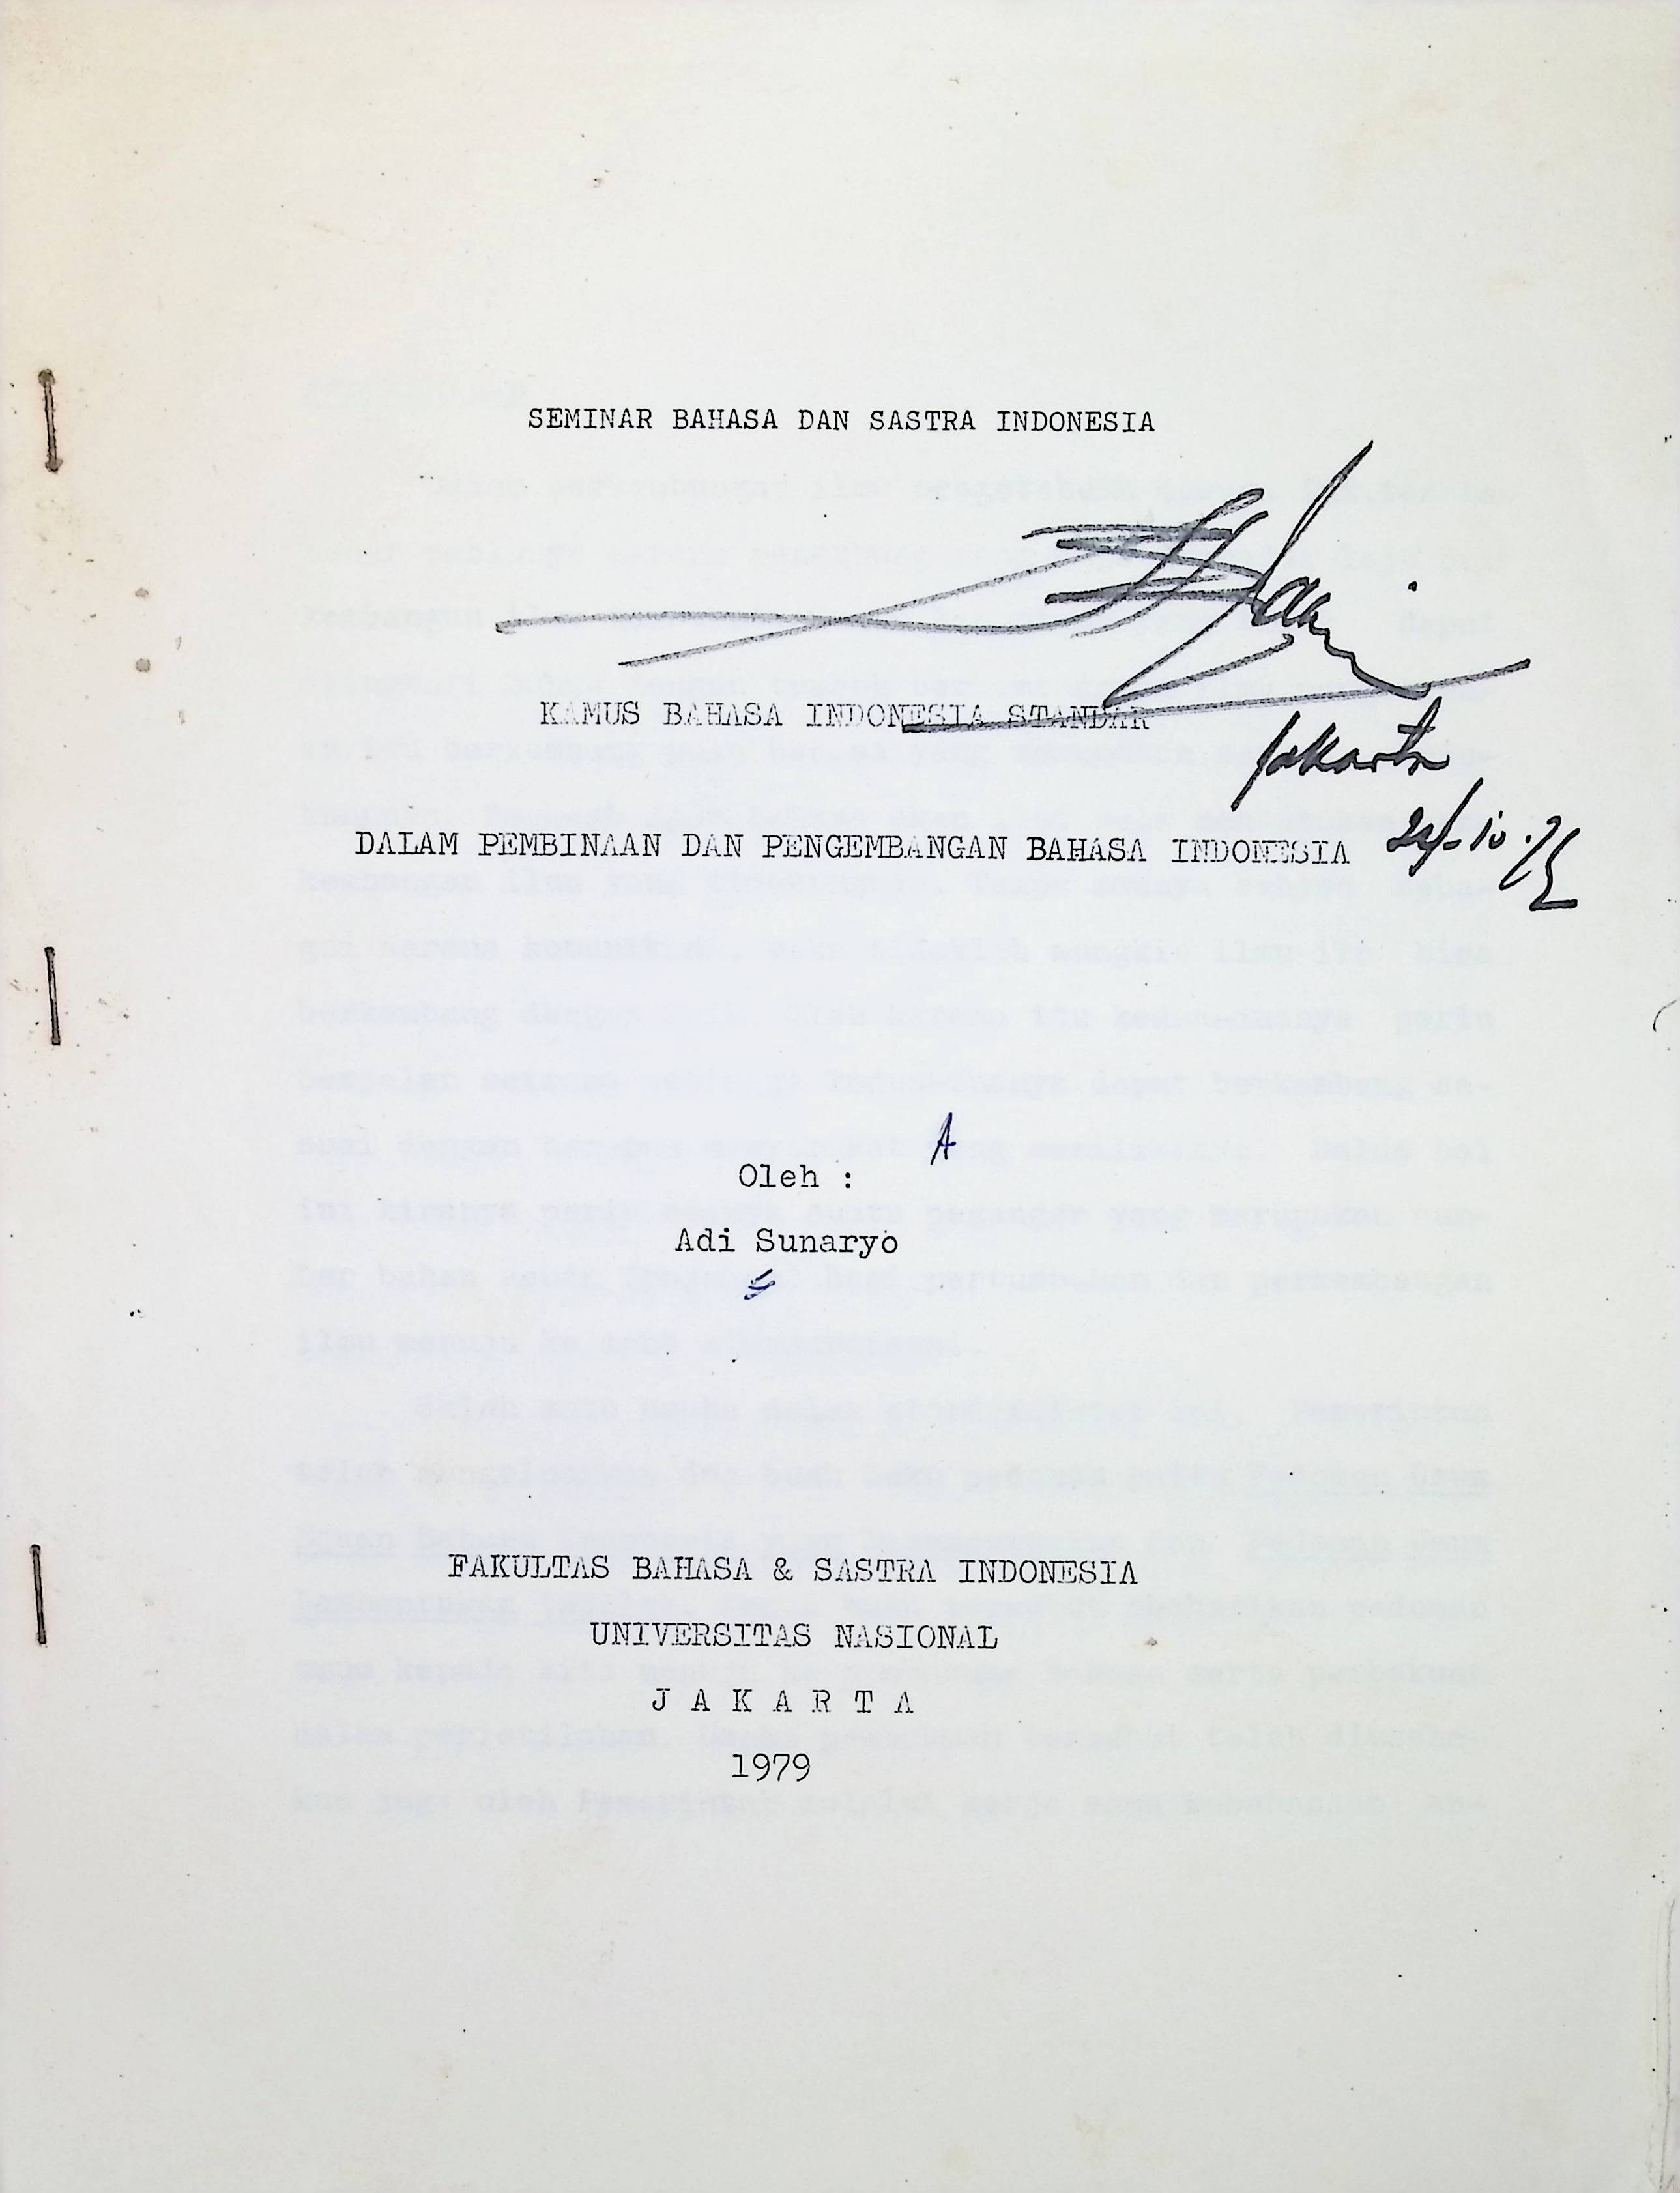 SEMINAR BAHASA DAN SASTRA INDONESIA
KAMUS BAHASA INDONESIA STANDAR
Jakarta
DALAM PEMBINAAN DAN PENGEMBANGAN BAHASA INDONESIA
A
Oleh :
Adi Sunaryo
FAKULTAS BAHASA & SASTRA INDONESIA
UNIVERSITAS NASIONAL
J A K A R T A
1979